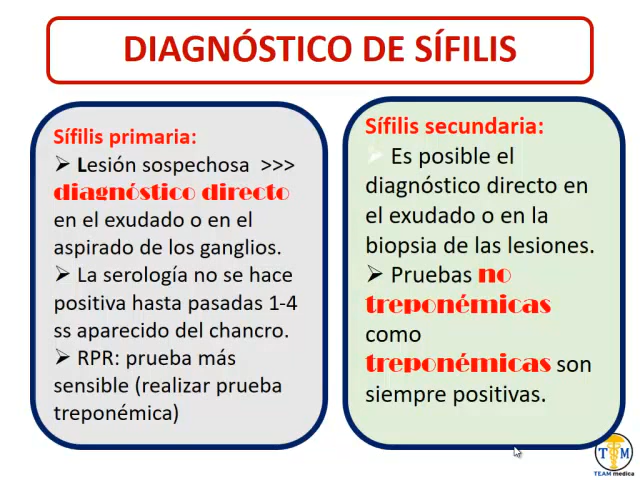 DIAGNÓSTICO DE SÍFILIS
Sífilis primaria:
➢ Lesión sospechosa >>>
diagnóstico directo
en el exudado o en el
aspirado de los ganglios.
➢ La serología no se hace
positiva hasta pasadas 1-4
ss aparecido del chancro.
➢ RPR: prueba más
sensible (realizar prueba
treponémica)
Sífilis secundaria:
➢ Es posible el
diagnóstico directo en
el exudado o en la
biopsia de las lesiones.
➢ Pruebas no
treponémicas
como
treponémicas son
siempre positivas.
T M
TEAM medica